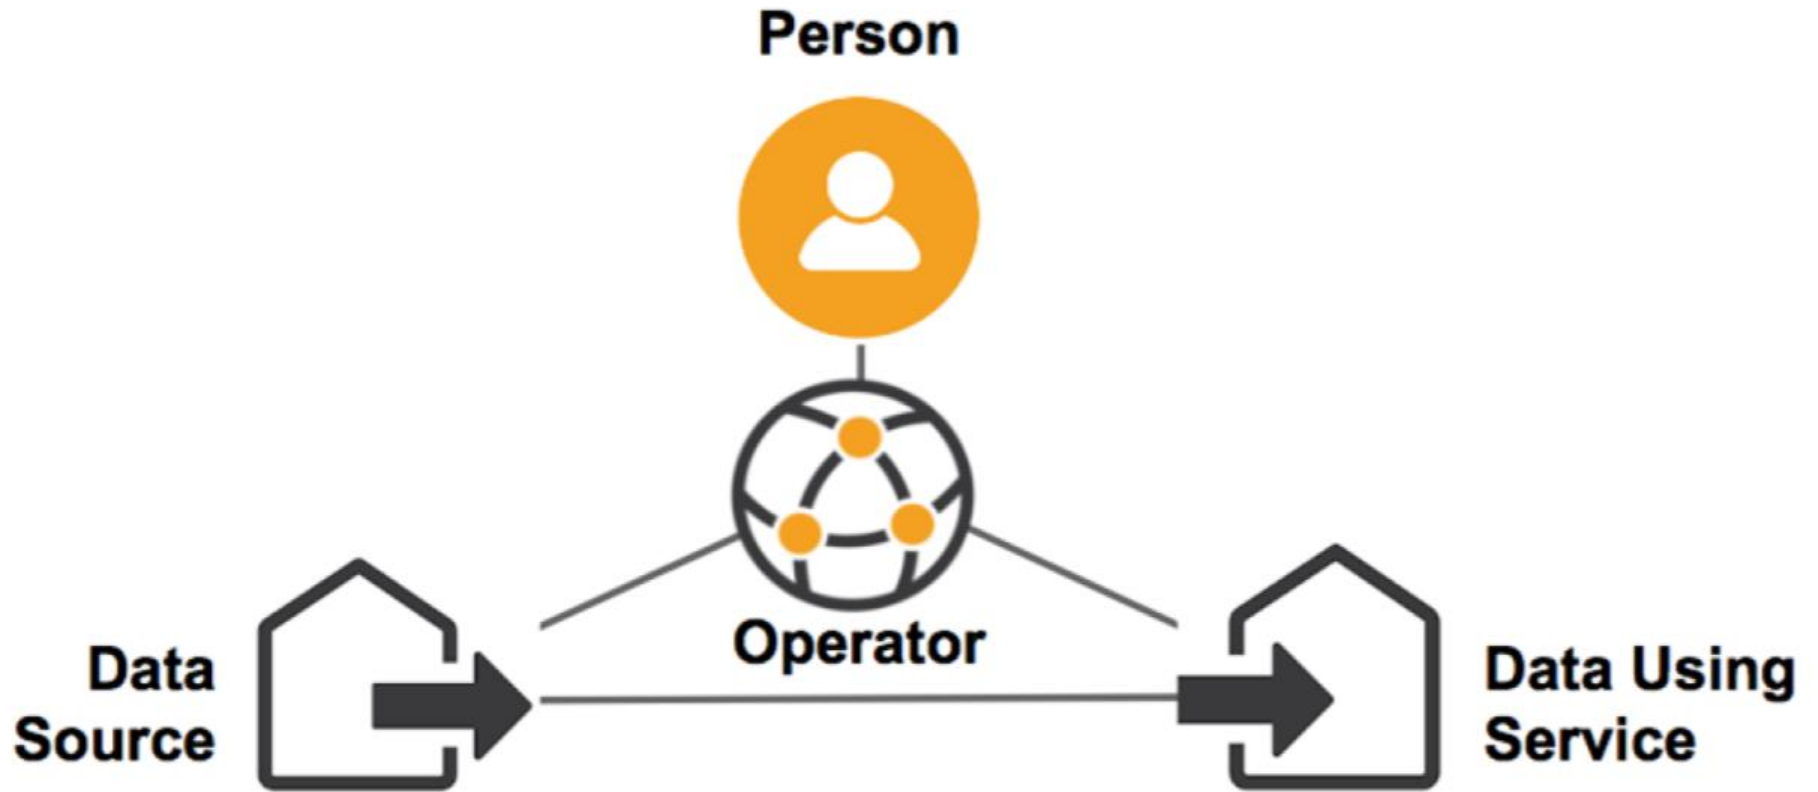 Person
Operator
Data
Source
Data Using
Service